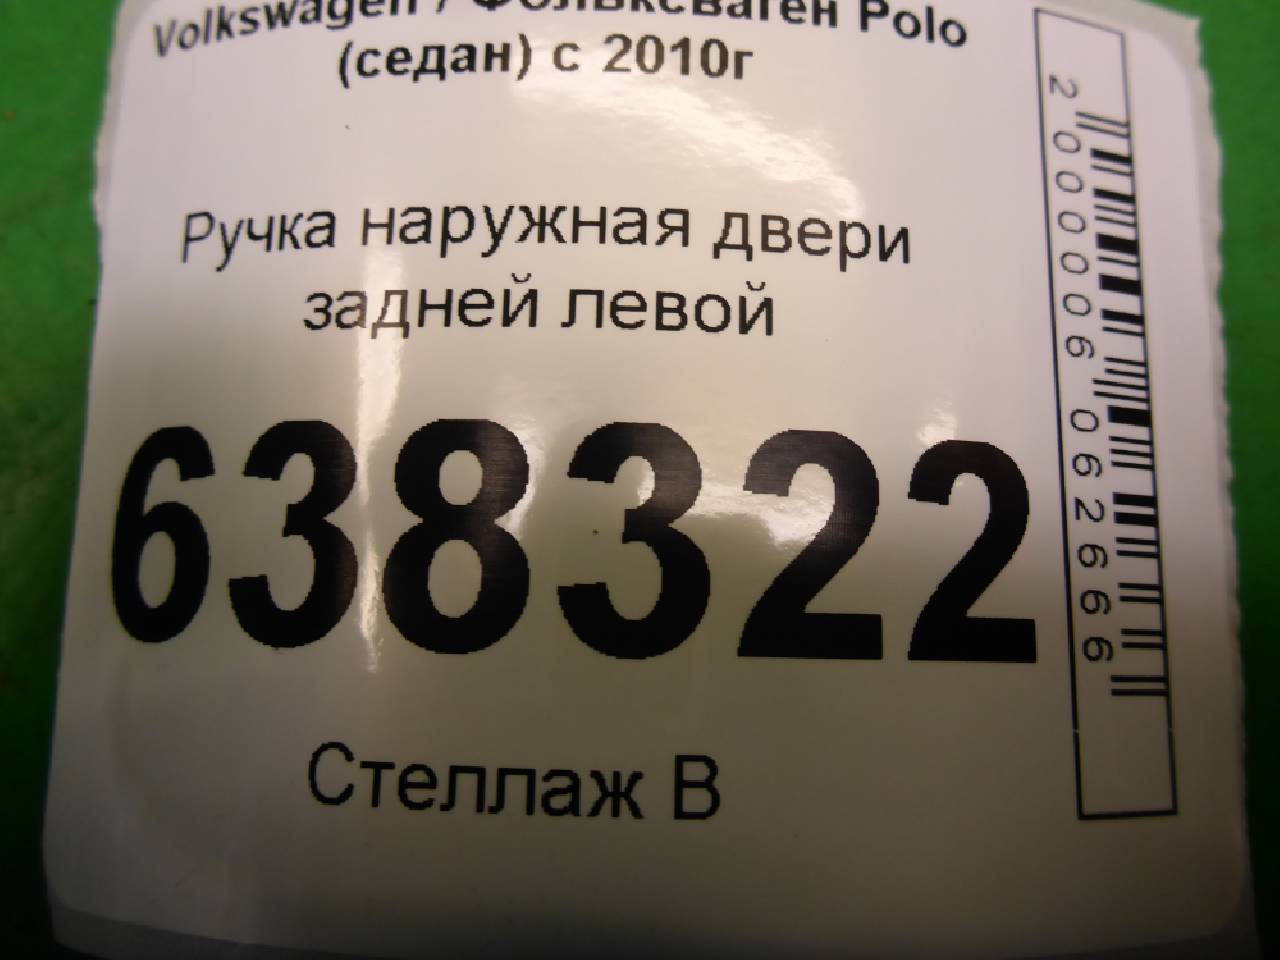 Volkswagen / Фольксваген Polo
(седан) с 2010г
Ручка наружная двери
задней левой
638322
Стеллаж В
2000006062666